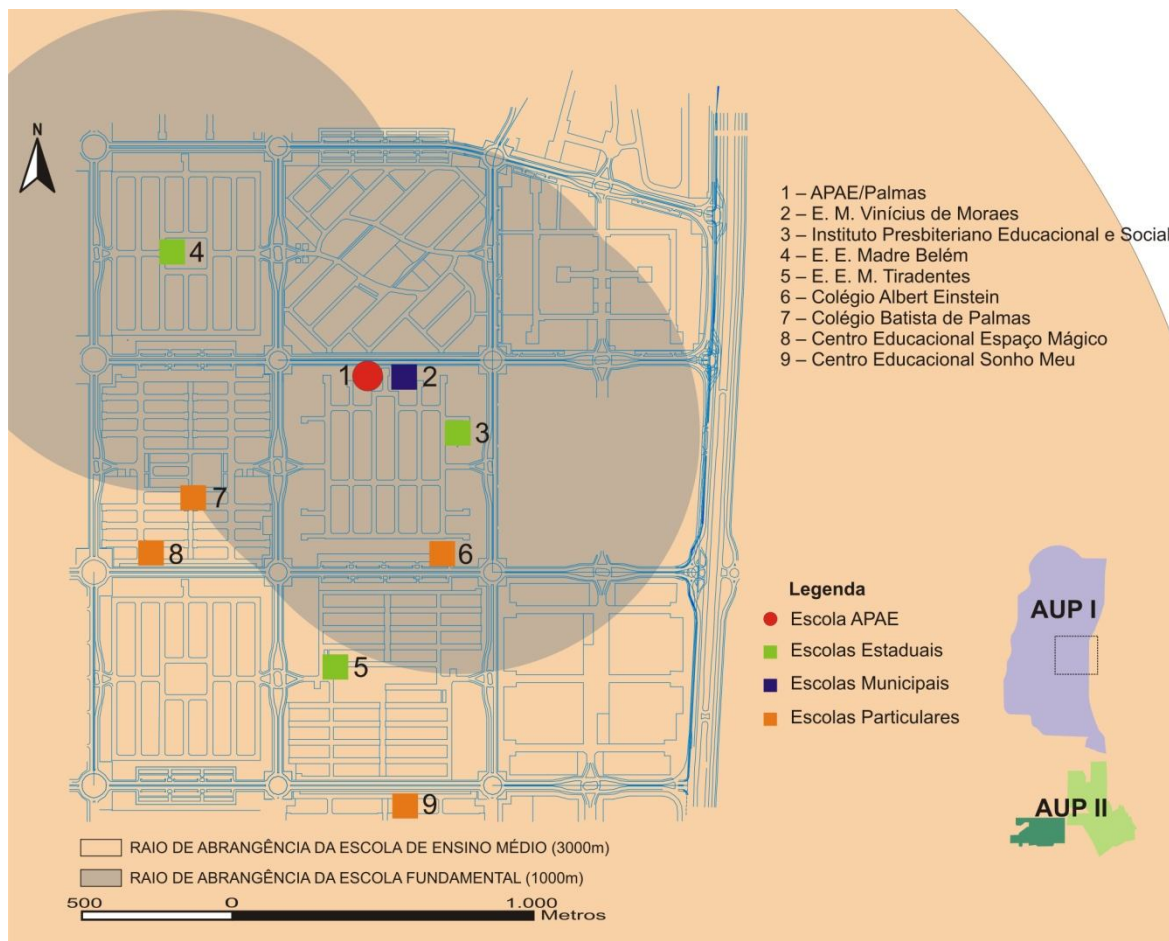 N
1 – APAE/Palmas
2 – E. M. Vinícius de Moraes
3 – Instituto Presbiteriano Educacional e Social
4 – E. E. Madre Belém
5 – E. E. M. Tiradentes
6 – Colégio Albert Einstein
7 – Colégio Batista de Palmas
8 – Centro Educacional Espaço Mágico
9 – Centro Educacional Sonho Meu
4
1
2
3
7
8
6
5
9
Legenda
Escola APAE
Escolas Estaduais
Escolas Municipais
Escolas Particulares
AUP I
AUP II
RAIO DE ABRANGÊNCIA DA ESCOLA DE ENSINO MÉDIO (3000m)
RAIO DE ABRANGÊNCIA DA ESCOLA FUNDAMENTAL (1000m)
500 0 1.000
Metros